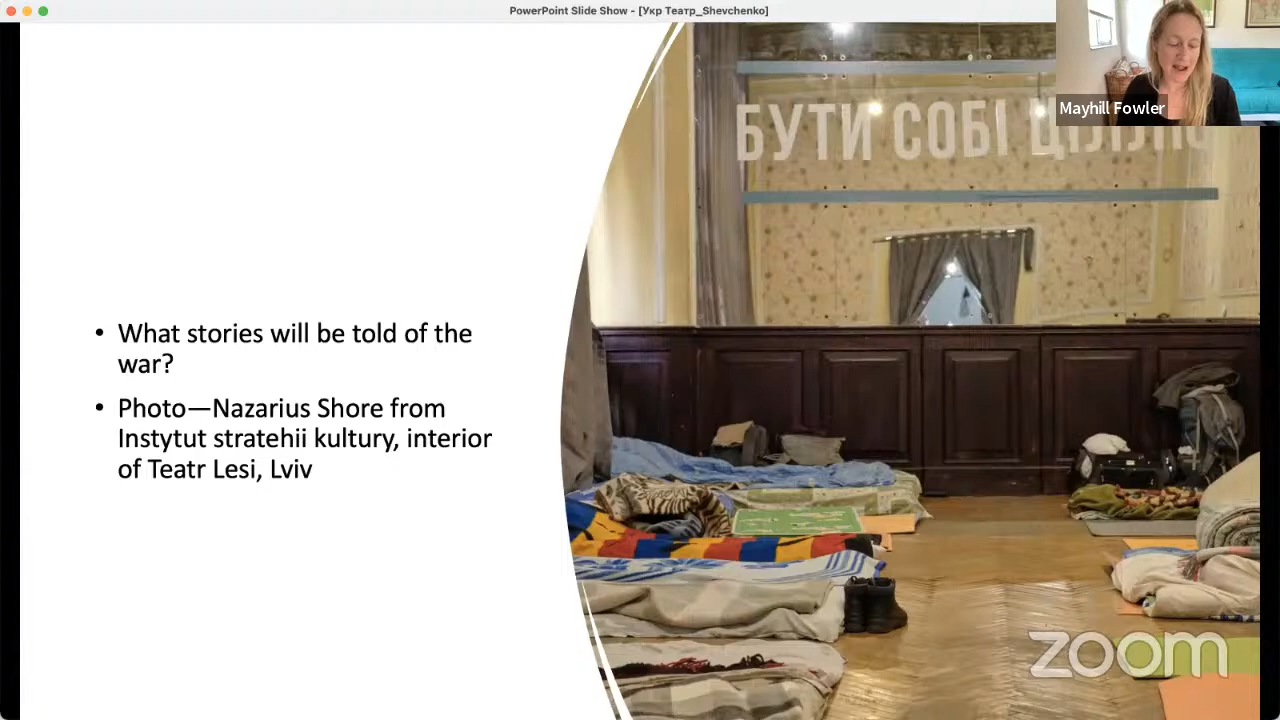 PowerPoint Slide Show - [Укр Театр_Shevchenko]
Mayhill Fowler
БУТИ СОБІ
• What stories will be told of the
war?
• Photo—Nazarius Shore from
Instytut stratehii kultury, interior
of Teatr Lesi, Lviv
zoom